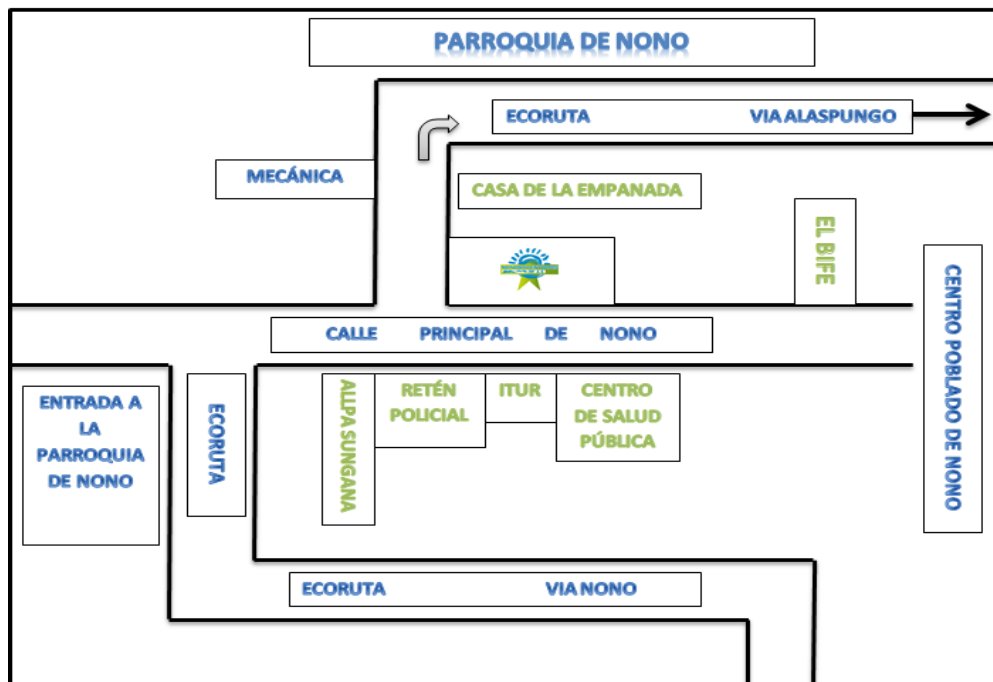 PARROQUIA DE NONO
ECORUTA VIA ALASPUNGO
MECÁNICA
CASA DE LA EMPANADA
EL BIFE
CENTRO POBLADO DE NONO
CALLE PRINCIPAL DE NONO
ENTRADA A
LA
PARROQUIA
DE NONO
ECORUTA
ALLPA SUNGANA
RETÉN
POLICIAL
ITUR
CENTRO
DE SALUD
PÚBLICA
ECORUTA VIA NONO